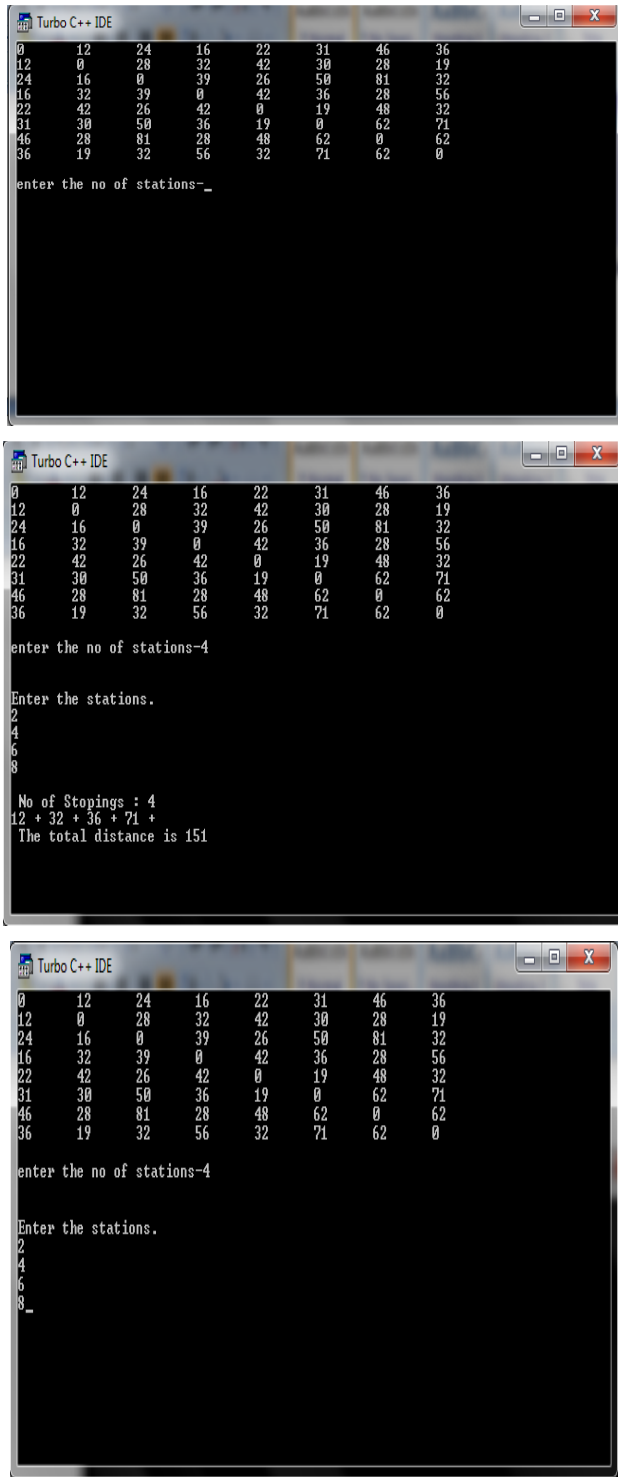 Turbo C++ IDE
0 12 24 16 22 31 46 36
12 0 28 32 42 30 28 19
24 16 0 39 26 50 81 32
16 32 39 0 42 36 28 56
22 42 26 42 0 19 48 32
31 30 50 36 19 0 62 71
46 28 81 28 48 62 0 62
36 19 32 56 32 71 62 0
enter the no of stations-_
Turbo C++ IDE
0 12 24 16 22 31 46 36
12 0 28 32 42 30 28 19
24 16 0 39 26 50 81 32
16 32 39 0 42 36 28 56
22 42 26 42 0 19 48 32
31 30 50 36 19 0 62 71
46 28 81 28 48 62 0 62
36 19 32 56 32 71 62 0
enter the no of stations-4
Enter the stations.
2
4
6
8
No of Stopings : 4
12 + 32 + 36 + 71 +
The total distance is 151
Turbo C++ IDE
0 12 24 16 22 31 46 36
12 0 28 32 42 30 28 19
24 16 0 39 26 50 81 32
16 32 39 0 42 36 28 56
22 42 26 42 0 19 48 32
31 30 50 36 19 0 62 71
46 28 81 28 48 62 0 62
36 19 32 56 32 71 62 0
enter the no of stations-4
Enter the stations.
2
4
6
8_